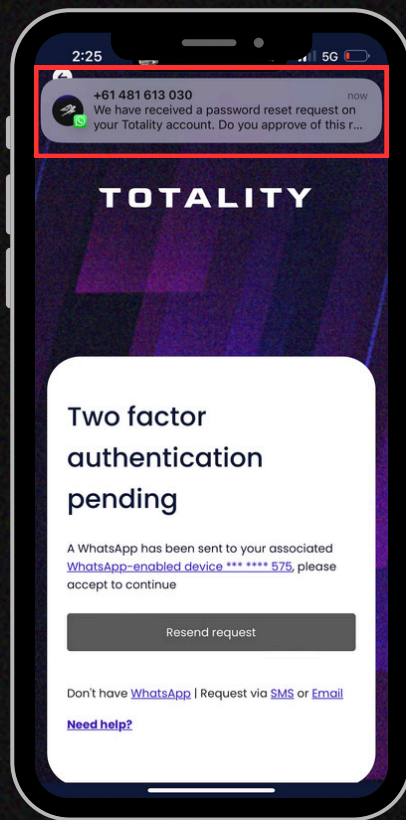 2:25
5G
+61 481 613 030 now
We have received a password reset request on
your Totality account. Do you approve of this r...
TOTALITY
Two factor
authentication
pending
A WhatsApp has been sent to your associated
WhatsApp-enabled device *** **** 575, please
accept to continue
Resend request
Don't have WhatsApp | Request via SMS or Email
Need help?